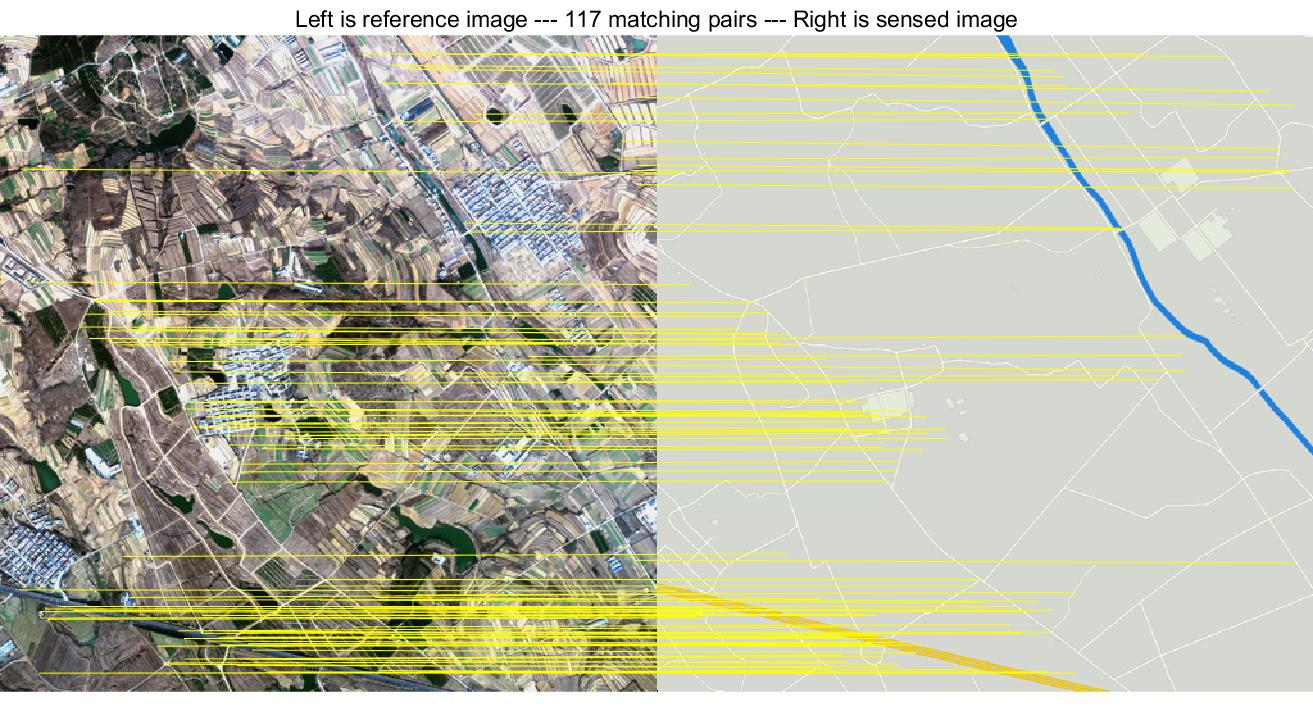 Left is reference image --- 117 matching pairs --- Right is sensed image